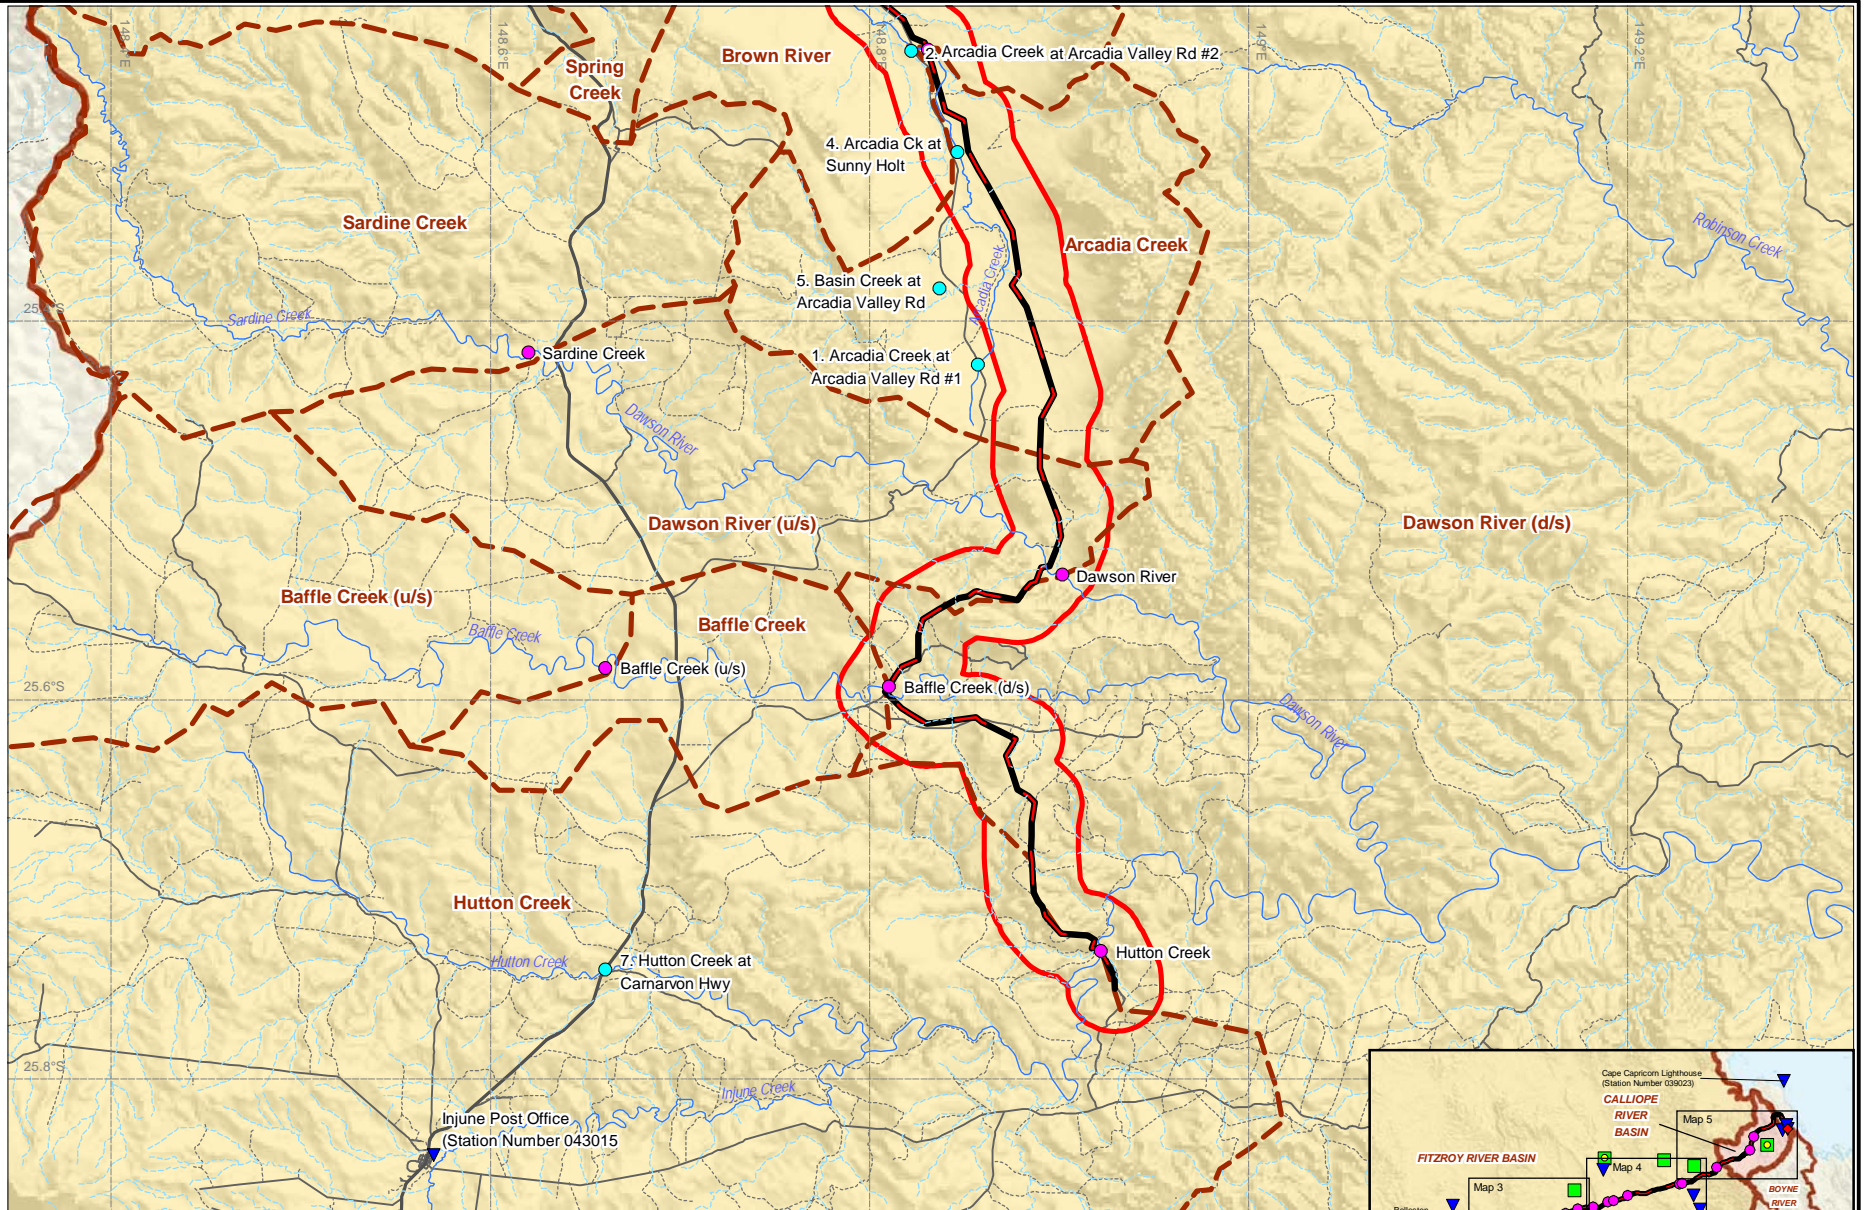 148.4°E
148.6°E
148.8°E
149°E
149.2°E
Brown River
Spring
Creek
2. Arcadia Creek at Arcadia Valley Rd #2
4. Arcadia Ck at
Sunny Holt
Sardine Creek
Arcadia Creek
Robinson Creek
Arcadia Creek
5. Basin Creek at
Arcadia Valley Rd
Sardine Creek
Sardine Creek
1. Arcadia Creek at
Arcadia Valley Rd #1
Dawson River
Dawson River (u/s)
Dawson River (d/s)
Dawson River
Baffle Creek (u/s)
Baffle Creek
Baffle Creek
Baffle Creek (u/s)
25.6°S
Baffle Creek (d/s)
Dawson River
Hutton Creek
Hutton Creek
Hutton Creek
7. Hutton Creek at
Carnarvon Hwy
25.8°S
Injune Creek
Injune Post Office
(Station Number 043015
Cape Capricorn Lighthouse
(Station Number 039023)
CALLIOPE
RIVER
BASIN
Map 5
FITZROY RIVER BASIN
Map 4
Map 3
BOYNE
RIVER